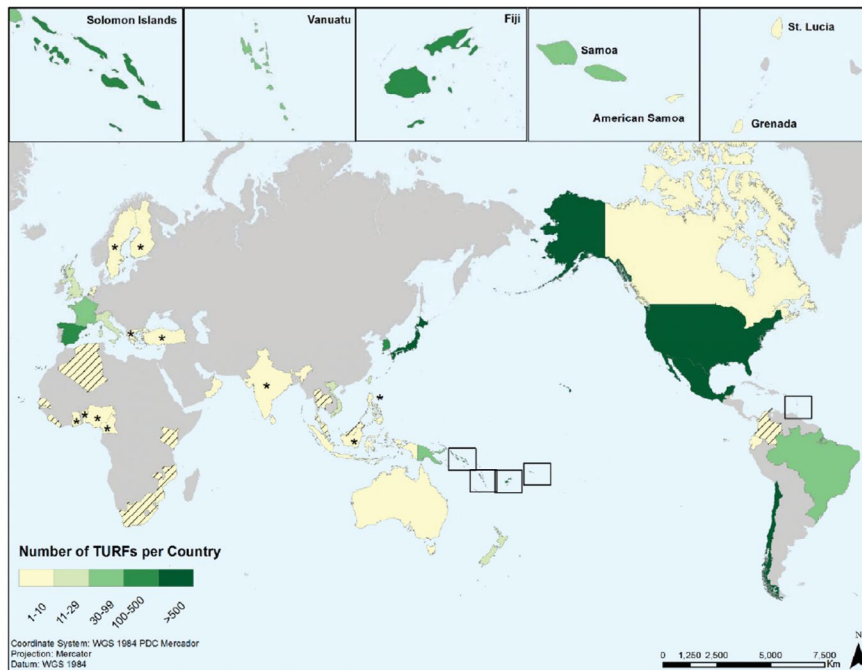 Solomon Islands
Vanuatu
Fiji
Samoa
American Samoa
St. Lucia
Grenada
Number of TURFs per Country
1-10
11-29
30-99
100-500
>500
Coordinate System: WGS 1984 PDC Mercador
Projection: Mercator
Datum: WGS 1984
N
0 1,250 2,500 5,000 7,500
Km